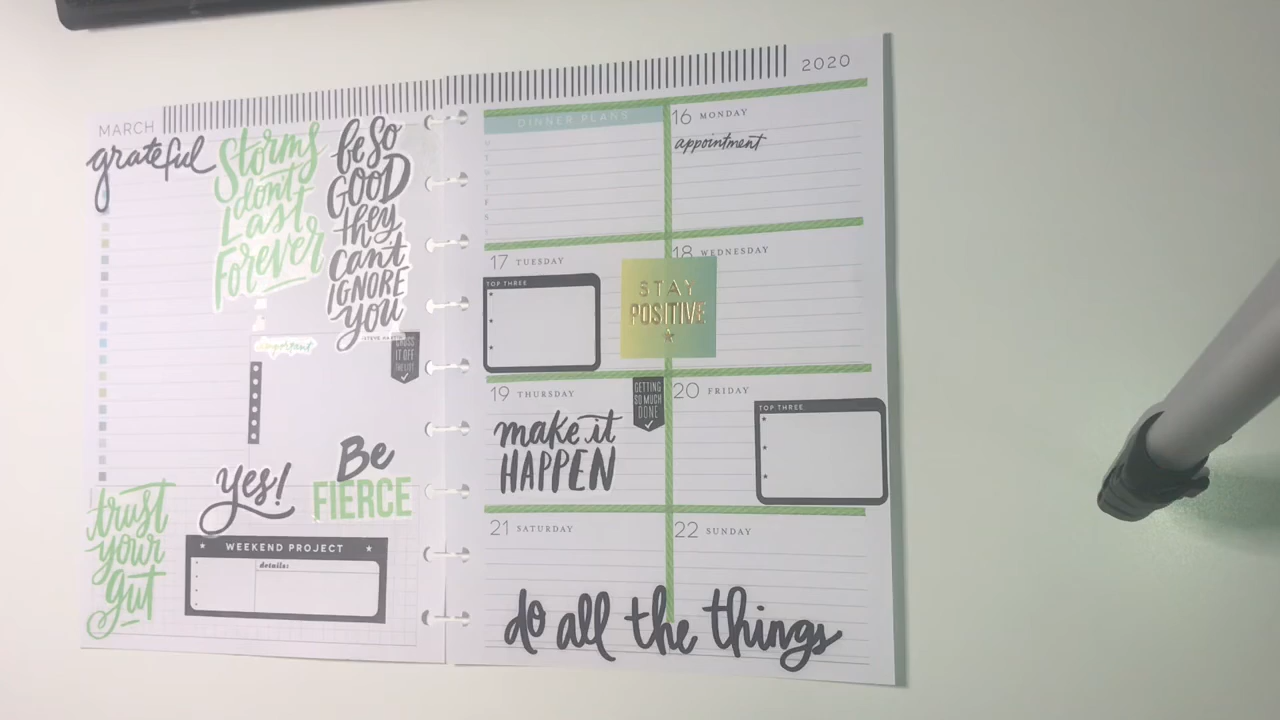 MARCH
grateful
Storms
don't
Last
Forever
be so
GOOD
they
can't
IGNORE
you
STEVE MARTIN
important
CROSS
IT OFF
THE LIST
trust
your
gut
yes!
Be
FIERCE
WEEKEND PROJECT
details:
2020
DINNER PLANS
16 MONDAY
appointment
17 TUESDAY
TOP THREE
18 WEDNESDAY
STAY
POSITIVE
19 THURSDAY
make it
HAPPEN
GETTING
SO MUCH
DONE
20 FRIDAY
TOP THREE
21 SATURDAY
22 SUNDAY
do all the things